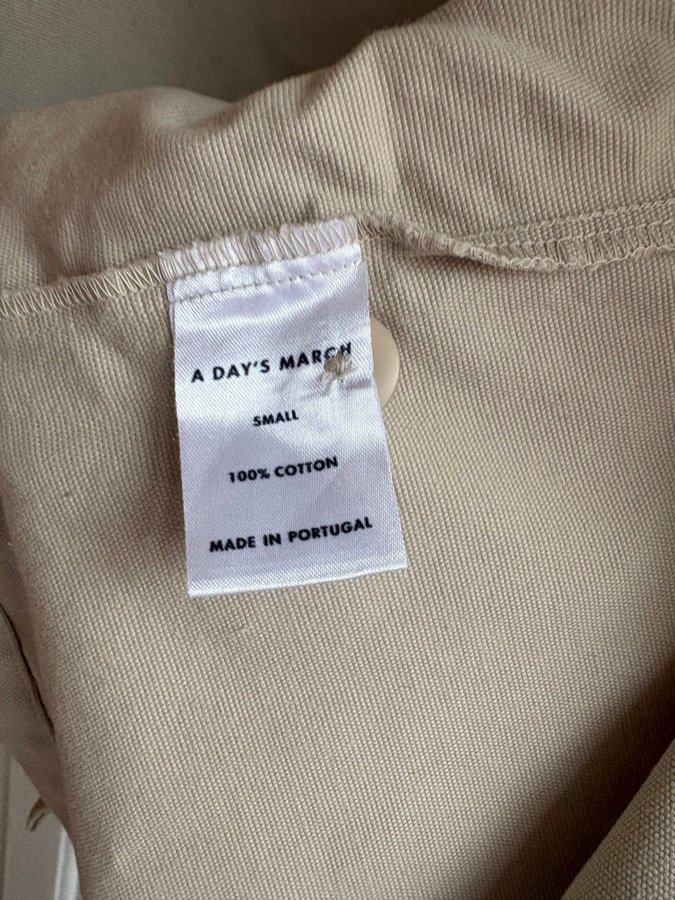 A DAY'S MARCH
SMALL
100% COTTON
MADE IN PORTUGAL